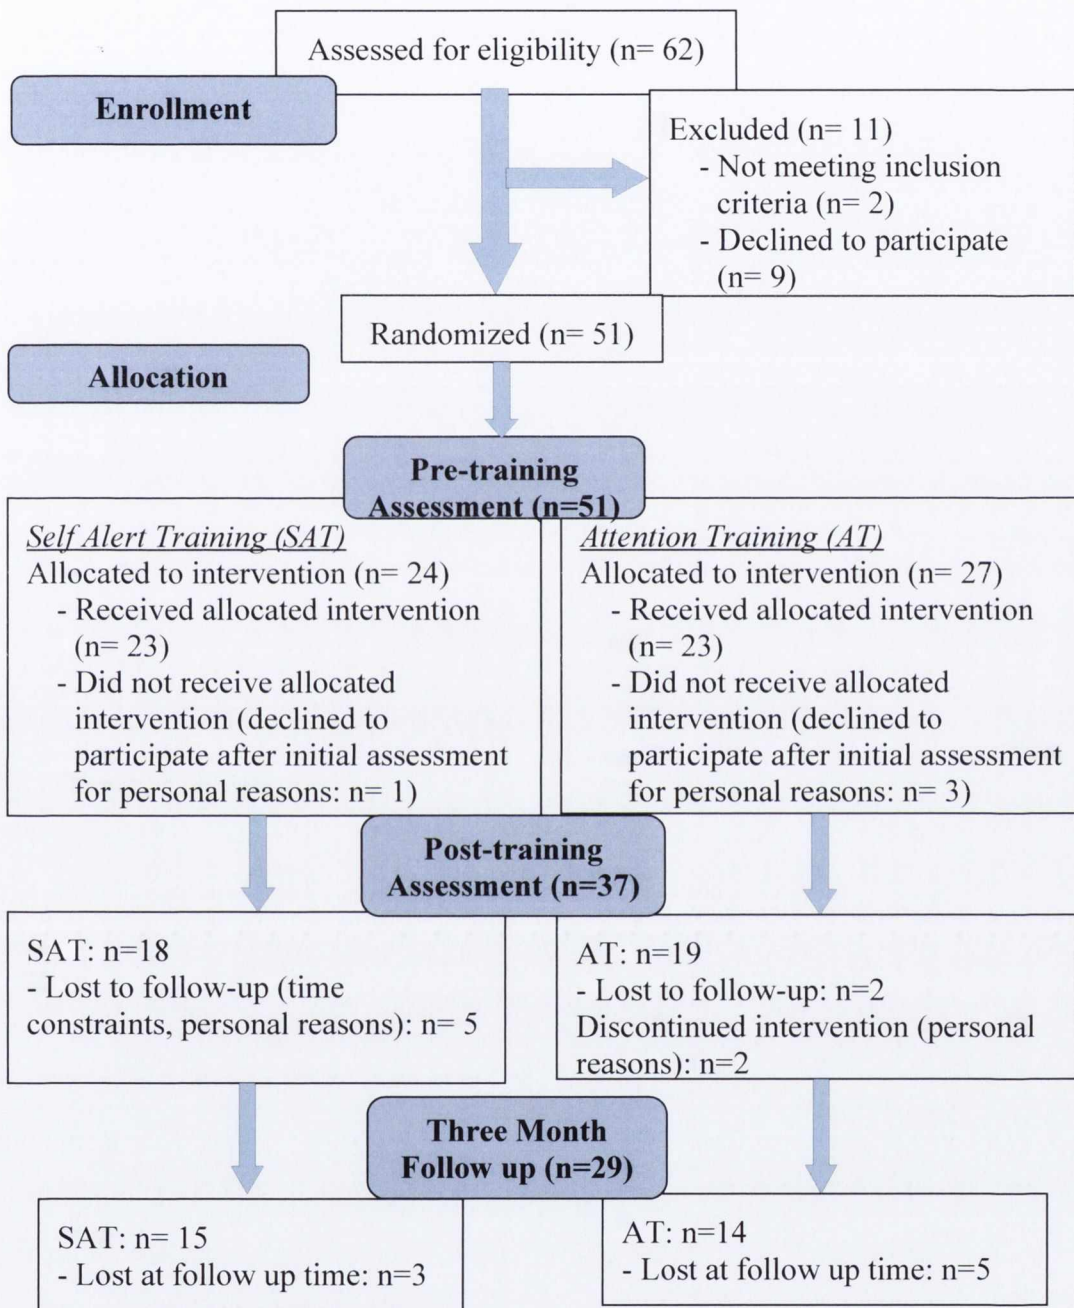 Assessed for eligibility (n= 62)
Enrollment
Excluded (n= 11)
- Not meeting inclusion
criteria (n= 2)
- Declined to participate
(n= 9)
Randomized (n= 51)
Allocation
Pre-training
Assessment (n=51)
Self Alert Training (SAT)
Allocated to intervention (n= 24)
- Received allocated intervention
(n= 23)
- Did not receive allocated
intervention (declined to
participate after initial assessment
for personal reasons: n= 1)
Attention Training (AT)
Allocated to intervention (n= 27)
- Received allocated intervention
(n= 23)
- Did not receive allocated
intervention (declined to
participate after initial assessment
for personal reasons: n= 3)
Post-training
Assessment (n=37)
SAT: n=18
- Lost to follow-up (time
constraints, personal reasons): n= 5
AT: n=19
- Lost to follow-up: n=2
Discontinued intervention (personal
reasons): n=2
Three Month
Follow up (n=29)
SAT: n= 15
- Lost at follow up time: n=3
AT: n=14
- Lost at follow up time: n=5